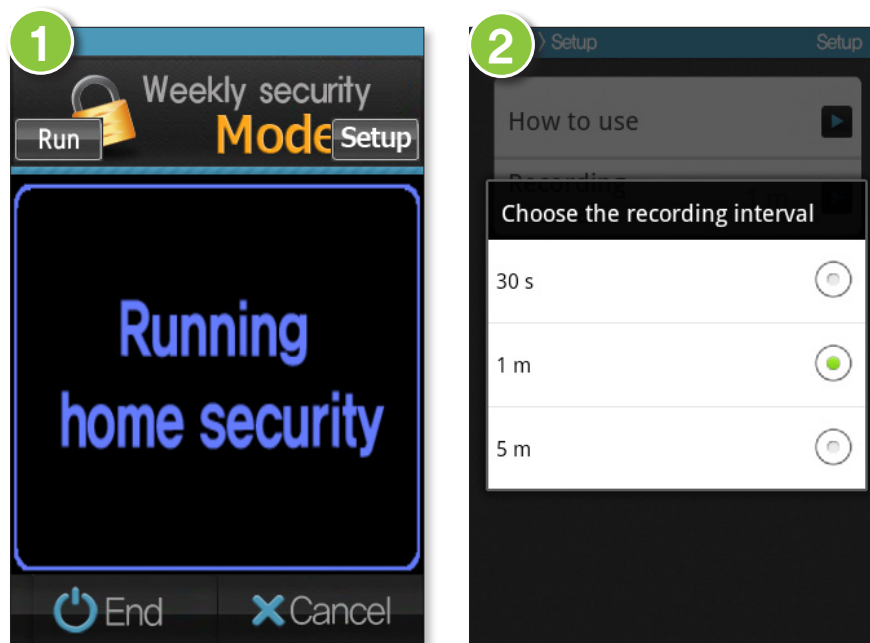 1
Weekly security
Mode
Run
Setup
Running
home security
End
Cancel
2
Setup
Setup
How to use
Recording
Choose the recording interval
30 s
1 m
5 m